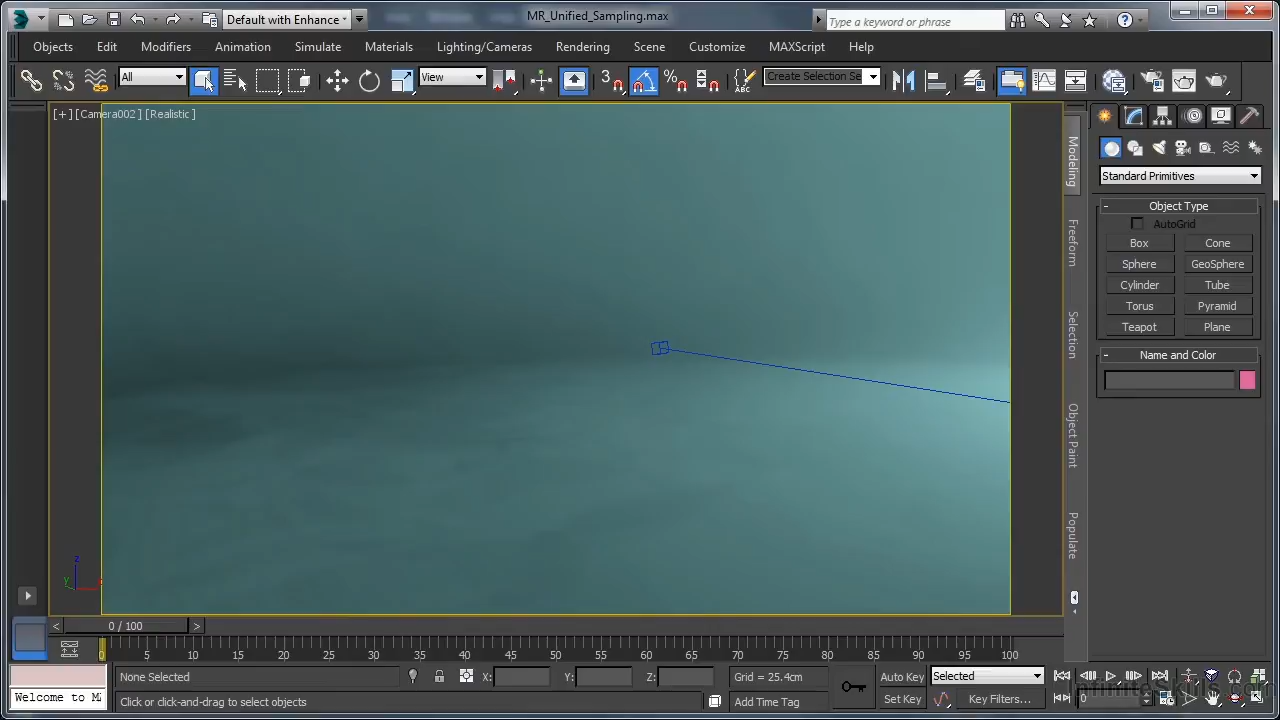 Default with Enhance
MR_Unified_Sampling.max
Type a keyword or phrase
Objects
Edit
Modifiers
Animation
Simulate
Materials
Lighting/Cameras
Rendering
Scene
Customize
MAXScript
Help
All
View
3
%
ABC
Create Selection Se
[+] [Camera002 ] [Realistic ]
Modeling
Freeform
Selection
Object Paint
Populate
Standard Primitives
- Object Type
AutoGrid
Box Cone
Sphere GeoSphere
Cylinder Tube
Torus Pyramid
Teapot Plane
- Name and Color
z
y
x
< 0 / 100 >
0 5 10 15 20 25 30 35 40 45 50 55 60 65 70 75 80 85 90 95 100
None Selected
X:
Y:
Z:
Grid = 25.4cm
Auto Key
Selected
Welcome to M
Click or click-and-drag to select objects
Add Time Tag
Set Key
Key Filters...
0